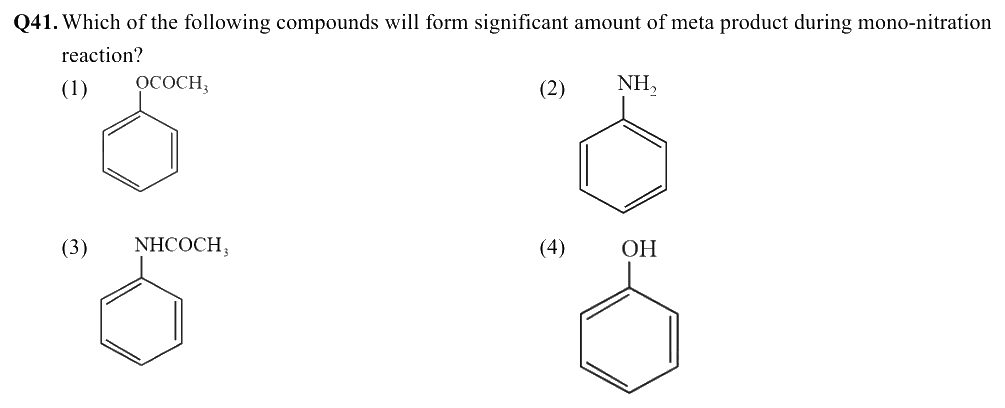 Q41. Which of the following compounds will form significant amount of meta product during mono-nitration
reaction?
(1) OCOCH₃ (2) NH₂
(3) NHCOCH₃ (4) OH